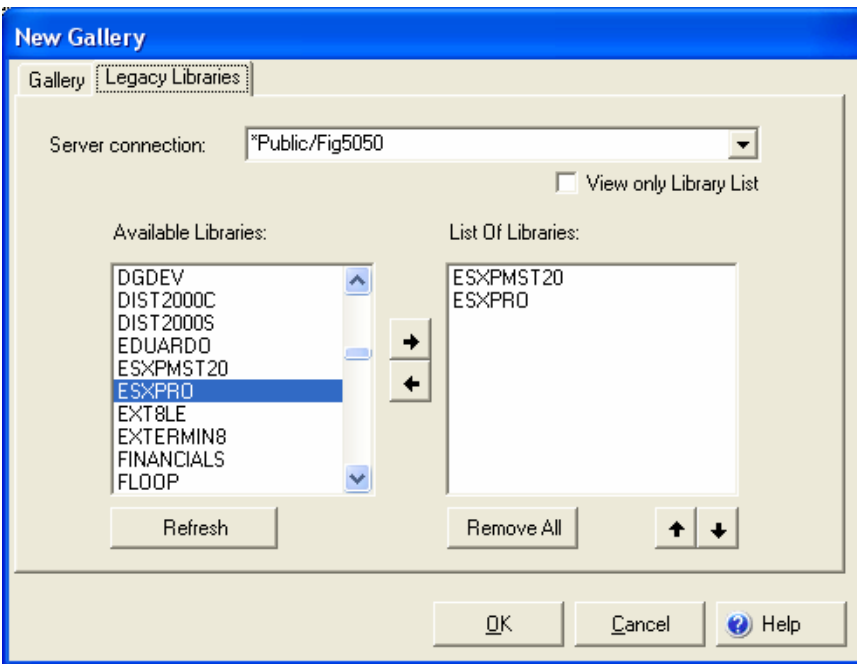 New Gallery
Gallery
Legacy Libraries
Server connection:
*Public/Fig5050
View only Library List
Available Libraries:
List Of Libraries:
DGDEV
DIST2000C
DIST2000S
EDUARDO
ESXPMST20
ESXPRO
EXT8LE
EXTERMIN8
FINANCIALS
FLOOP
ESXPMST20
ESXPRO
Refresh
Remove All
OK
Cancel
Help